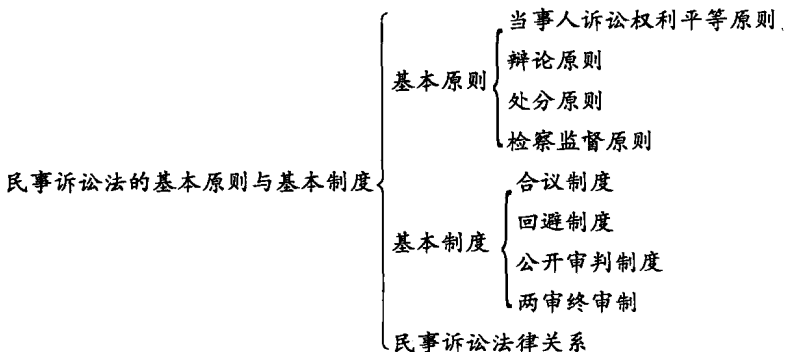 当事人诉讼权利平等原则
基本原则
辩论原则
处分原则
检察监督原则
民事诉讼法的基本原则与基本制度
合议制度
回避制度
基本制度
公开审判制度
两审终审制
民事诉讼法律关系